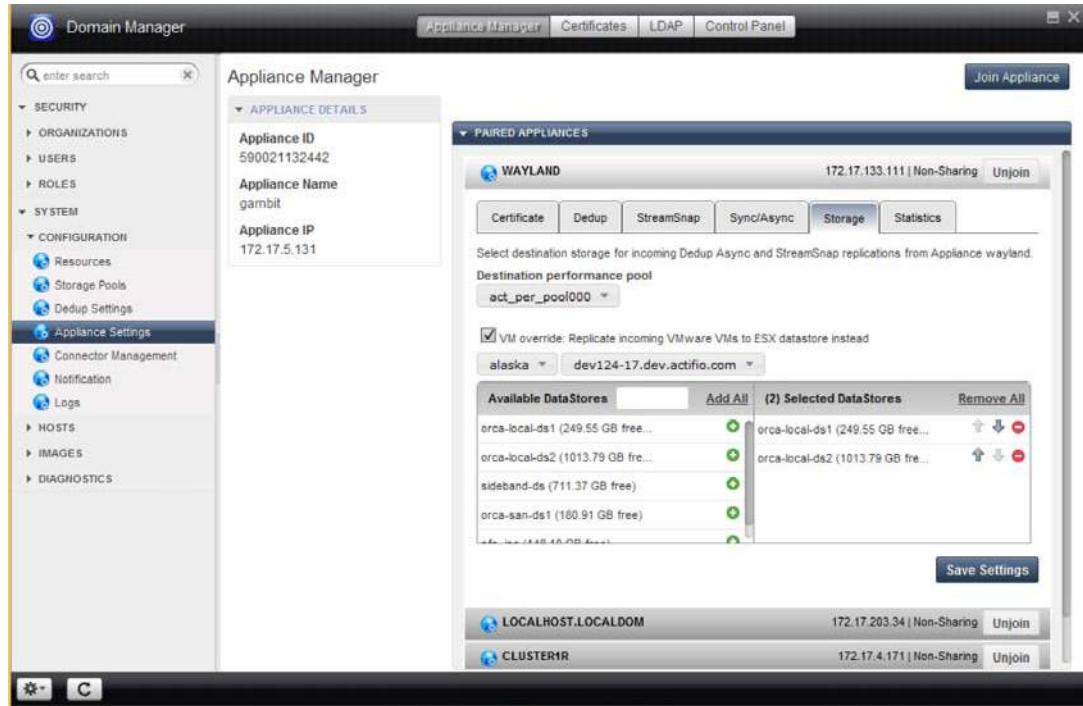 Domain Manager
Appliance Manager
Certificates
LDAP
Control Panel
enter search
SECURITY
ORGANIZATIONS
USERS
ROLES
SYSTEM
CONFIGURATION
Resources
Storage Pools
Dedup Settings
Appliance Settings
Connector Management
Notification
Logs
HOSTS
IMAGES
DIAGNOSTICS
Appliance Manager
Join Appliance
APPLIANCE DETAILS
Appliance ID
590021132442
Appliance Name
gambit
Appliance IP
172.17.5.131
PAIRED APPLIANCES
WAYLAND
172.17.133.111 | Non-Sharing
Unjoin
Certificate
Dedup
StreamSnap
Sync/Async
Storage
Statistics
Select destination storage for incoming Dedup Async and StreamSnap replications from Appliance wayland.
Destination performance pool
act_per_pool000
VM override: Replicate incoming VMware VMs to ESX datastore instead
alaska
dev124-17.dev.actifio.com
Available DataStores
Add All
orca-local-ds1 (249.55 GB free...
orca-local-ds2 (1013.79 GB fre...
sideband-ds (711.37 GB free)
orca-san-ds1 (180.91 GB free)
(2) Selected DataStores
Remove All
orca-local-ds1 (249.55 GB free...
orca-local-ds2 (1013.79 GB fre...
Save Settings
LOCALHOST.LOCALDOM
172.17.203.34 | Non-Sharing
Unjoin
CLUSTER1R
172.17.4.171 | Non-Sharing
Unjoin